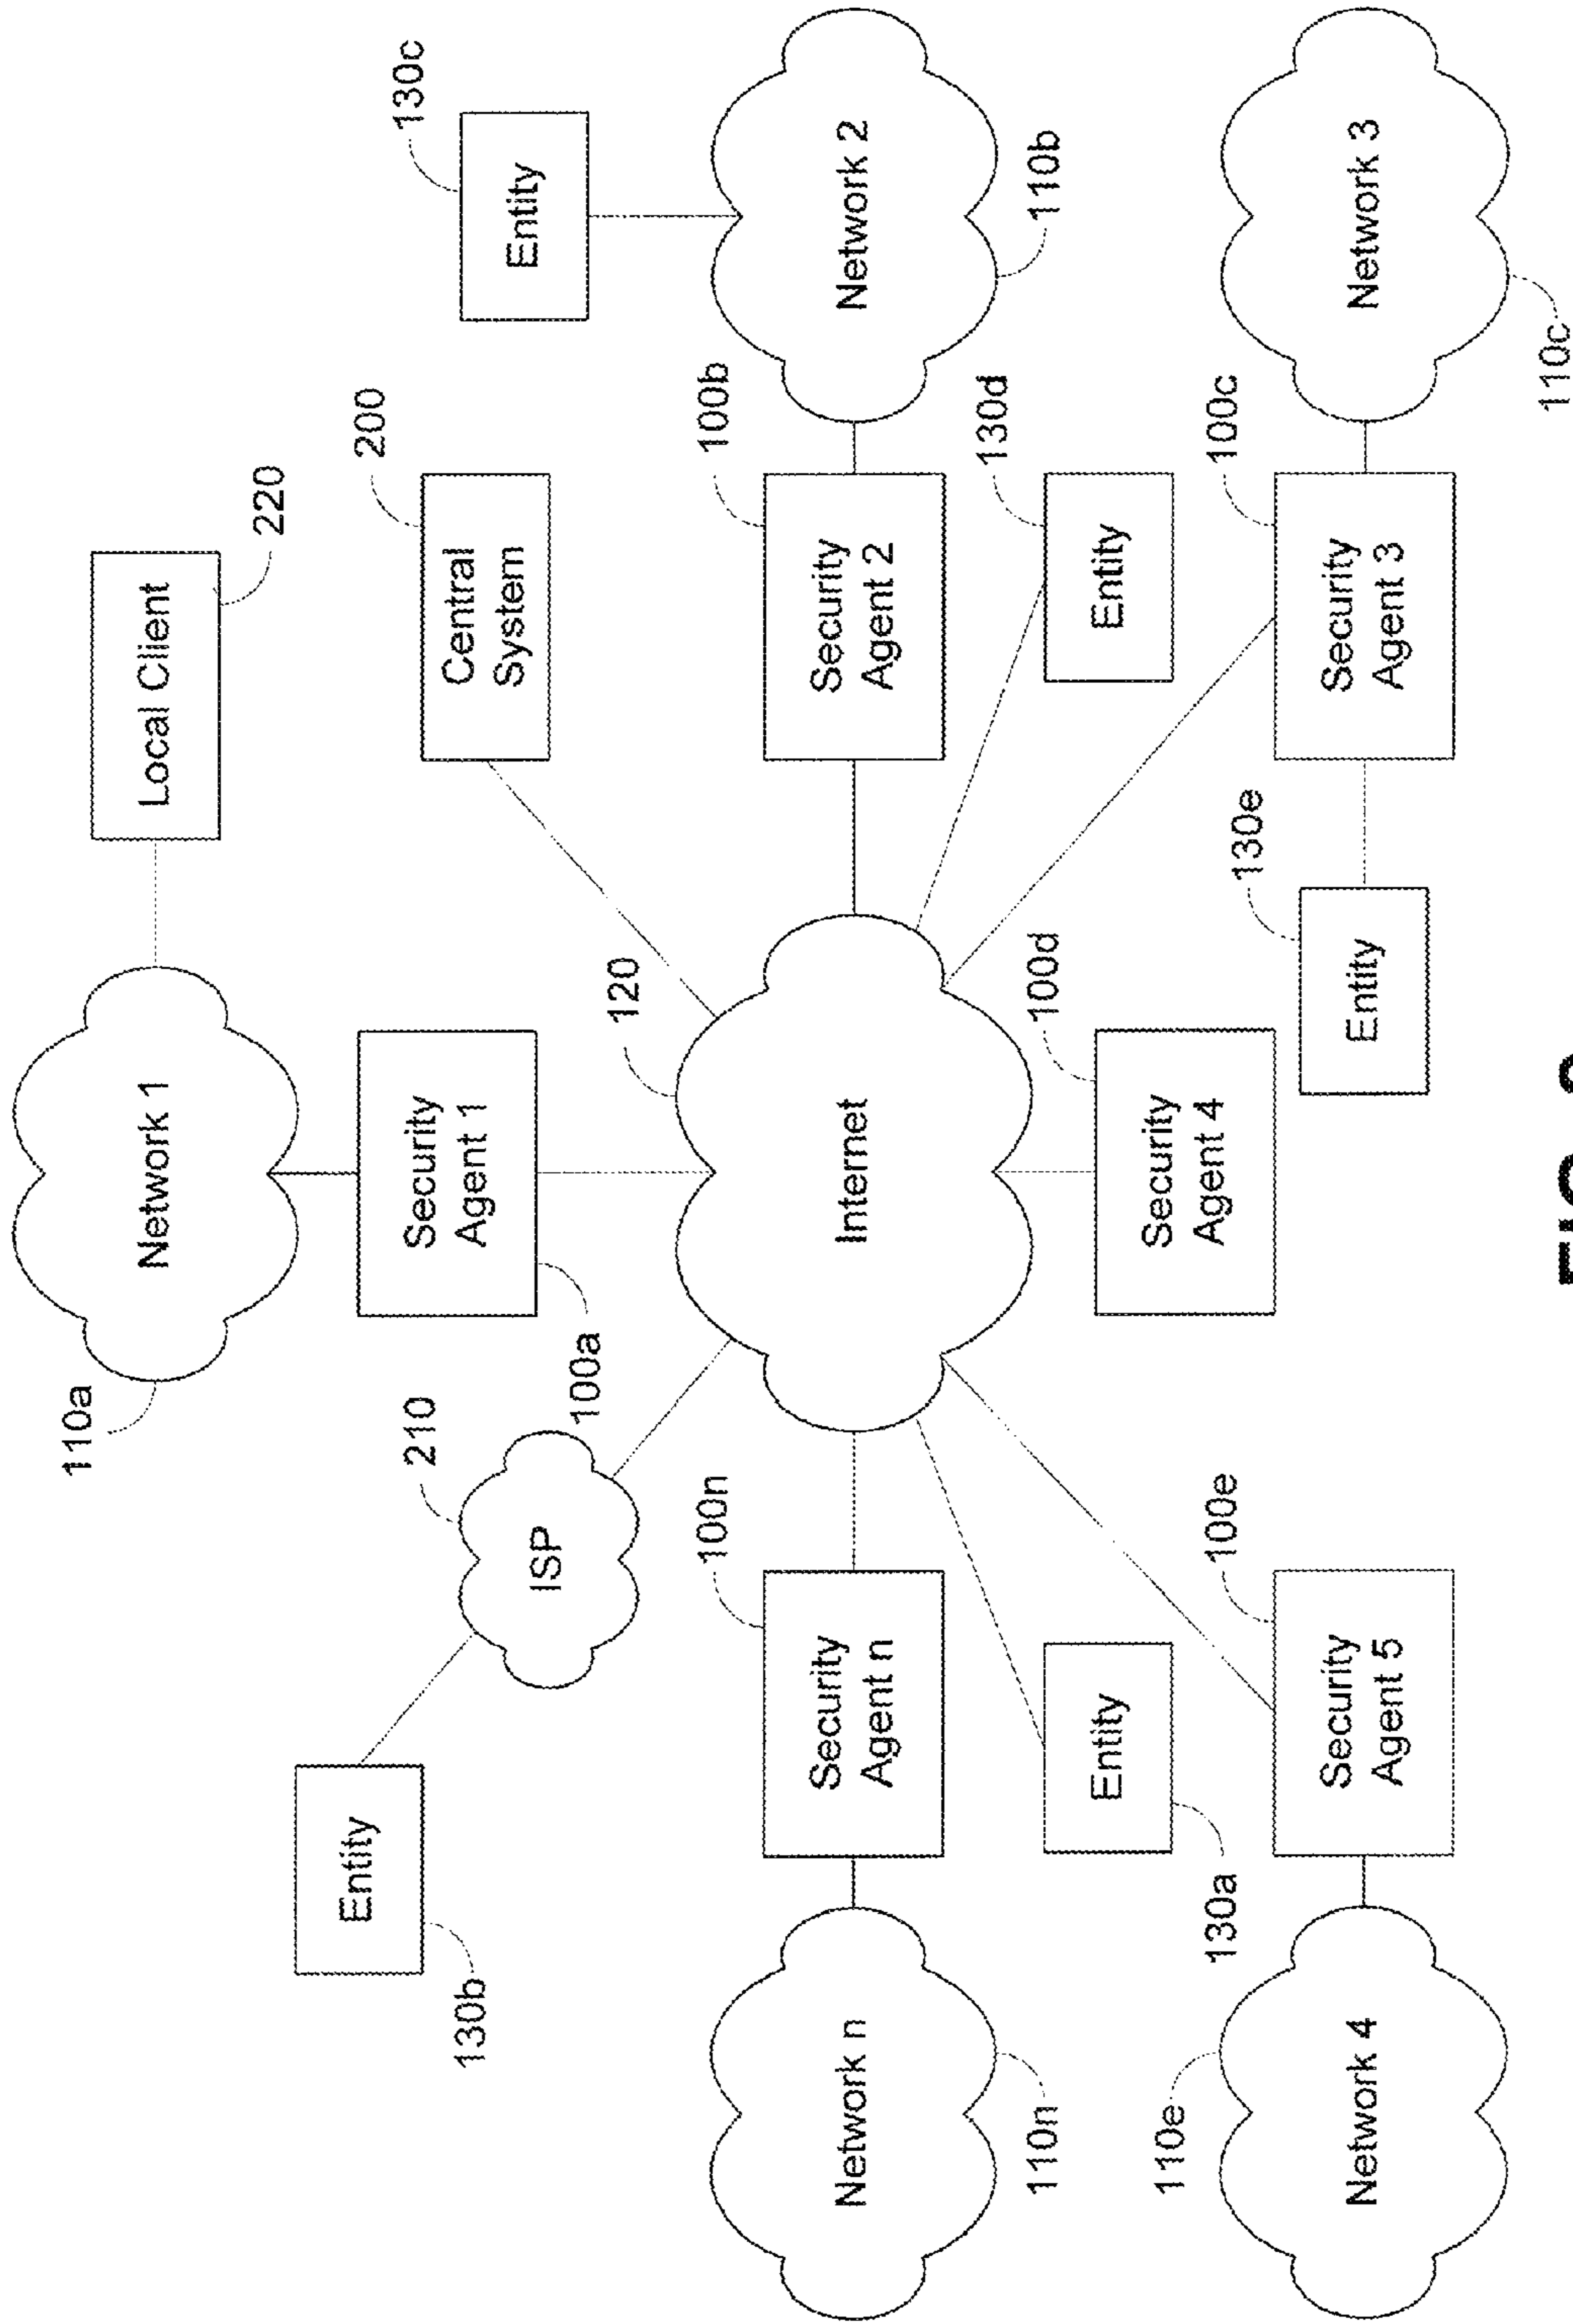 110a
Network 1
Local Client
220
Entity
130b
210
ISP
Security
Agent 1
100a
200
Central
System
130c
Entity
120
Internet
Network n
110n
100n
Security
Agent n
100b
Security
Agent 2
Network 2
110b
Entity
130a
100d
Security
Agent 4
130d
Entity
110e
Network 4
100e
Security
Agent 5
130e
Entity
100c
Security
Agent 3
Network 3
110c
FIG.